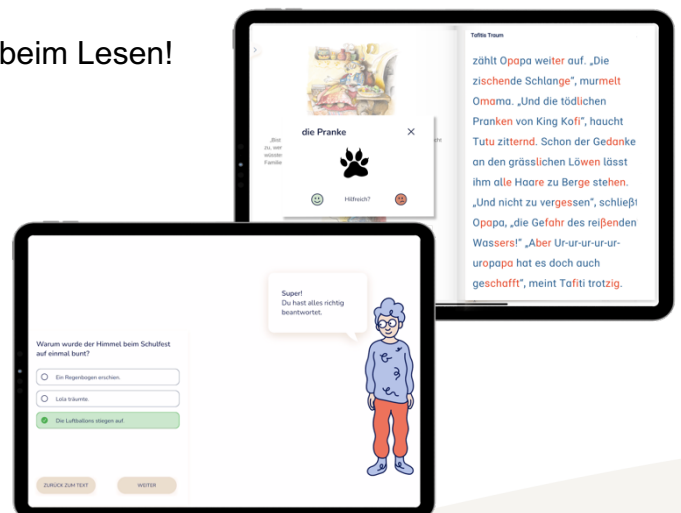 beim Lesen!
Tafitis Traum
zählt Opapa weiter auf. „Die
zischende Schlange“, murmelt
Omama. „Und die tödlichen
Pranken von King Kofi“, haucht
Tutu zitternd. Schon der Gedanke
an den grässlichen Löwen lässt
ihm alle Haare zu Berge stehen.
„Und nicht zu vergessen“, schließt
Opapa, „die Gefahr des reißenden
Wassers!“ „Aber Ur-ur-ur-ur-ur-
uropapa hat es doch auch
geschafft“, meint Tafiti trotzig.
die Pranke
Hilfreich?
Super!
Du hast alles richtig
beantwortet.
Warum wurde der Himmel beim Schulfest
auf einmal bunt?
Ein Regenbogen erschien.
Lela träumte.
Die Luftballons stiegen auf.
ZURÜCK ZUM TEXT
WEITER